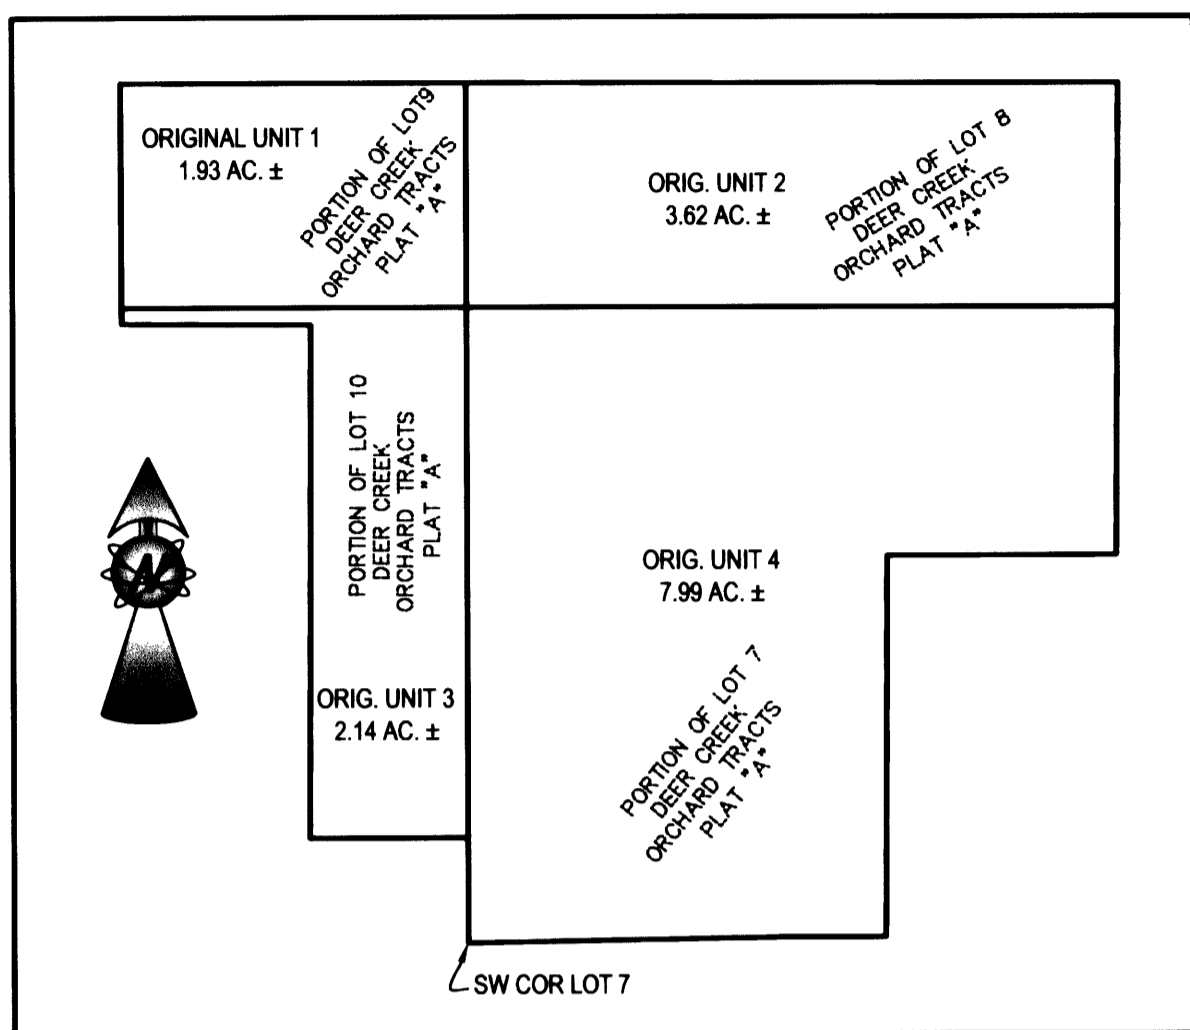 ORIGINAL UNIT 1
1.93 AC. ±
PORTION OF LOT9
DEER CREEK
ORCHARD TRACTS
PLAT "A"
ORIG. UNIT 2
3.62 AC. ±
PORTION OF LOT 8
DEER CREEK
ORCHARD TRACTS
PLAT "A"
PORTION OF LOT 10
DEER CREEK
ORCHARD TRACTS
PLAT "A"
ORIG. UNIT 3
2.14 AC. ±
ORIG. UNIT 4
7.99 AC. ±
PORTION OF LOT 7
DEER CREEK
ORCHARD TRACTS
PLAT "A"
N
SW COR LOT 7